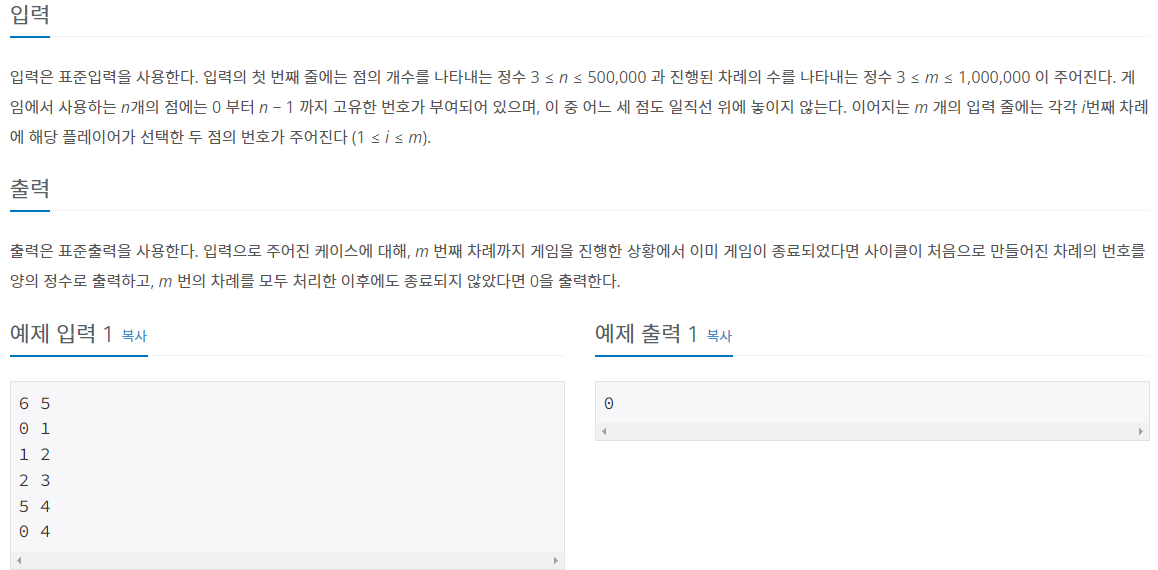 입력
입력은 표준입력을 사용한다. 입력의 첫 번째 줄에는 점의 개수를 나타내는 정수 3 ≤ n ≤ 500,000 과 진행된 차례의 수를 나타내는 정수 3 ≤ m ≤ 1,000,000 이 주어진다. 게
임에서 사용하는 n개의 점에는 0 부터 n − 1 까지 고유한 번호가 부여되어 있으며, 이 중 어느 세 점도 일직선 위에 놓이지 않는다. 이어지는 m 개의 입력 줄에는 각각 i번째 차례
에 해당 플레이어가 선택한 두 점의 번호가 주어진다 (1 ≤ i ≤ m).
출력
출력은 표준출력을 사용한다. 입력으로 주어진 케이스에 대해, m 번째 차례까지 게임을 진행한 상황에서 이미 게임이 종료되었다면 사이클이 처음으로 만들어진 차례의 번호를
양의 정수로 출력하고, m 번의 차례를 모두 처리한 이후에도 종료되지 않았다면 0을 출력한다.
예제 입력 1 복사
6 5
0 1
1 2
2 3
5 4
0 4
예제 출력 1 복사
0